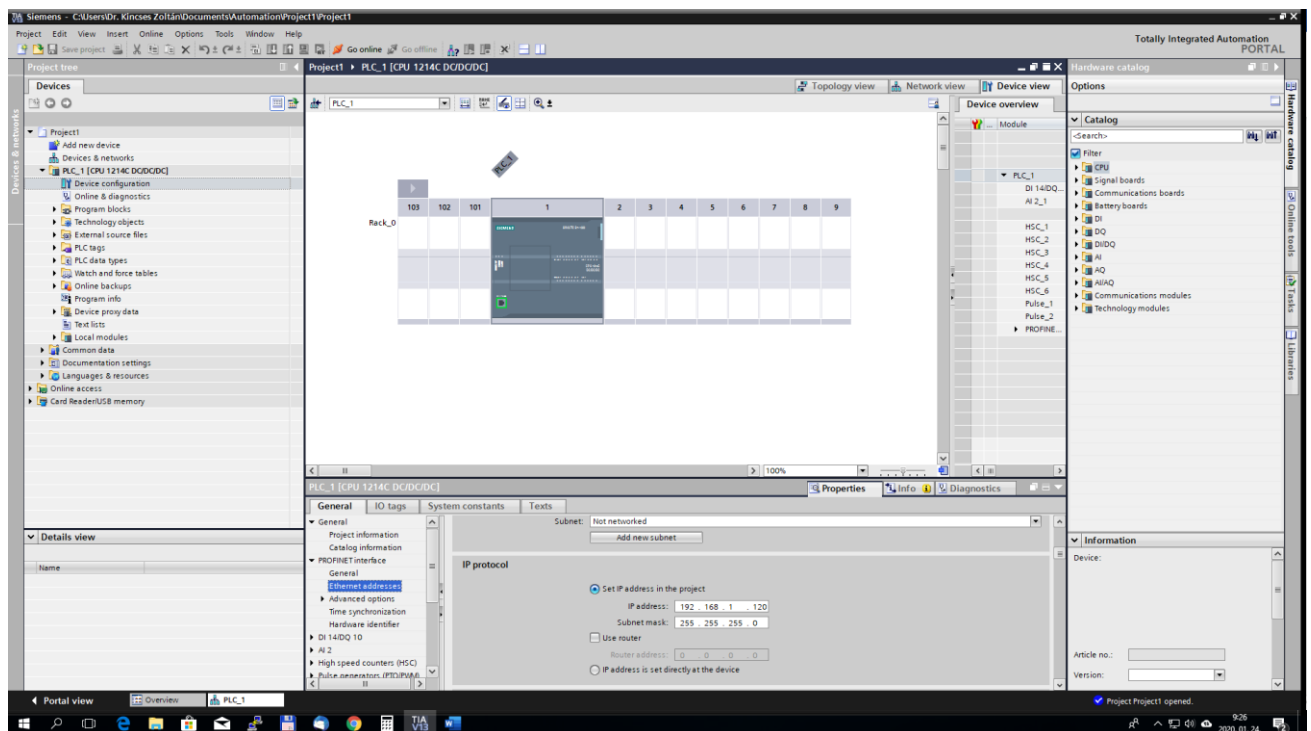 Siemens - C:\Users\Dr. Kincses Zoltán\Documents\Automation\Project1\Project1
Project Edit View Insert Online Options Tools Window Help
Save project
Go online
Go offline
Totally Integrated Automation
PORTAL
Project tree
Project1 PLC_1 [CPU 1214C DC/DC/DC]
Hardware catalog
Devices
Topology view
Network view
Device view
Options
PLC_1
Device overview
Module
Catalog
<Search>
Filter
Project1
Add new device
Devices & networks
PLC_1 [CPU 1214C DC/DC/DC]
Device configuration
Online & diagnostics
Program blocks
Technology objects
External source files
PLC tags
PLC data types
Watch and force tables
Online backups
Program info
Device proxy data
Text lists
Local modules
Common data
Documentation settings
Languages & resources
Online access
Card Reader/USB memory
Devices & networks
PLC_1
103 102 101 1 2 3 4 5 6 7 8 9
Rack_0
PLC_1
DI 14/DQ...
AI 2_1
HSC_1
HSC_2
HSC_3
HSC_4
HSC_5
HSC_6
Pulse_1
Pulse_2
PROFINE...
CPU
Signal boards
Communications boards
Battery boards
DI
DQ
DI/DQ
AI
AQ
AI/AQ
Communications modules
Technology modules
Hardware catalog
Online tools
Tasks
Libraries
100%
PLC_1 [CPU 1214C DC/DC/DC]
Properties
Info
Diagnostics
General IO tags System constants Texts
General
Project information
Catalog information
PROFINET interface
General
Ethernet addresses
Advanced options
Time synchronization
Hardware identifier
DI 14/DQ 10
AI 2
High speed counters (HSC)
Pulse generators (PTO/PWM)
Subnet: Not networked
Add new subnet
IP protocol
Set IP address in the project
IP address: 192 . 168 . 1 . 120
Subnet mask: 255 . 255 . 255 . 0
Use router
Router address: 0 . 0 . 0 . 0
IP address is set directly at the device
Details view
Name
Information
Device:
Article no.:
Version:
Portal view
Overview
PLC_1
Project Project1 opened.
TIA
V13
9:26
2020. 01. 24.